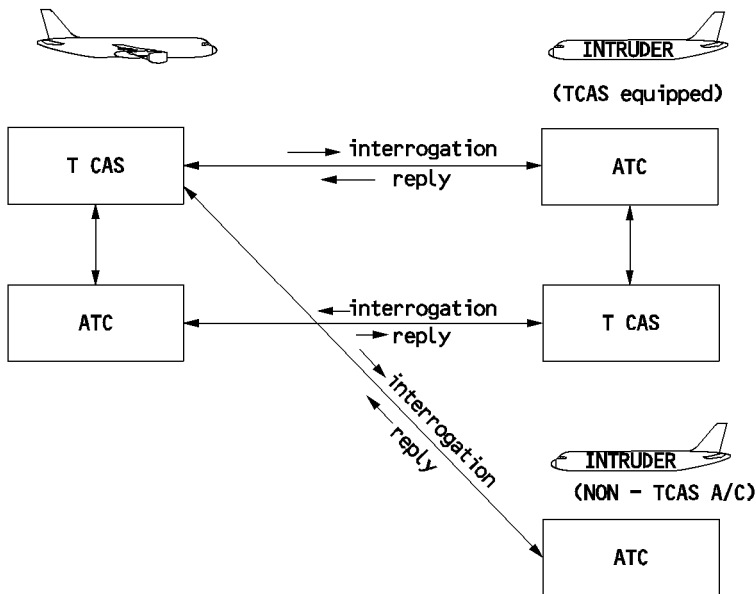 INTRUDER
(TCAS equipped)
T CAS
interrogation
reply
ATC
ATC
interrogation
reply
T CAS
interrogation
reply
INTRUDER
(NON - TCAS A/C)
ATC